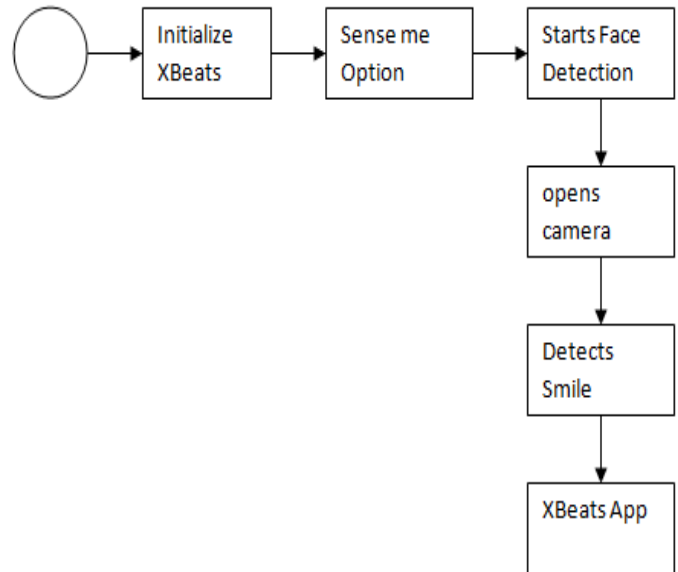 Initialize
XBeats
Sense me
Option
Starts Face
Detection
opens
camera
Detects
Smile
XBeats App